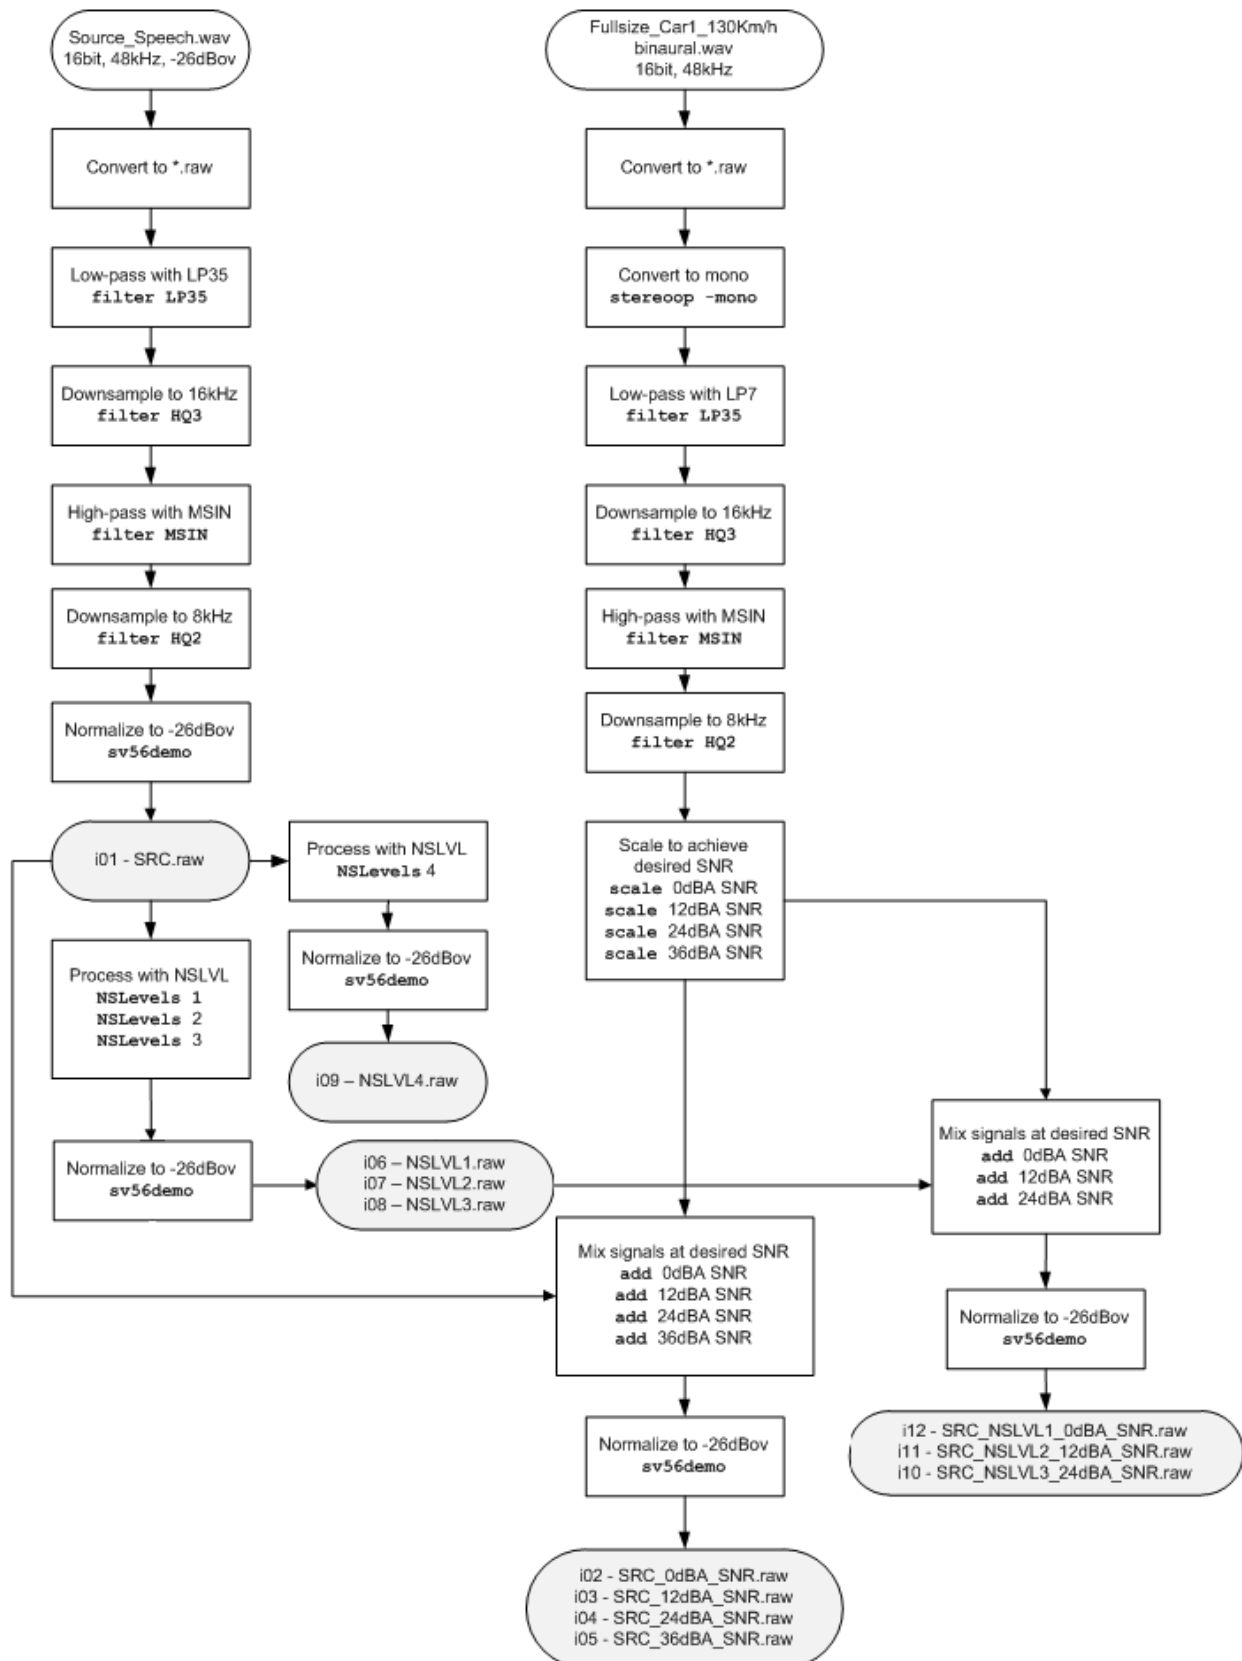 Source_Speech.wav
16bit, 48kHz, -26dBov
Convert to *.raw
Low-pass with LP35
filter LP35
Downsample to 16kHz
filter HQ3
High-pass with MSIN
filter MSIN
Downsample to 8kHz
filter HQ2
Normalize to -26dBov
sv56demo
i01 - SRC.raw
Process with NSLVL
NSLevels 1
NSLevels 2
NSLevels 3
Normalize to -26dBov
sv56demo
Process with NSLVL
NSLevels 4
Normalize to -26dBov
sv56demo
i09 – NSLVL4.raw
i06 – NSLVL1.raw
i07 – NSLVL2.raw
i08 – NSLVL3.raw
Fullsize_Car1_130Km/h
binaural.wav
16bit, 48kHz
Convert to *.raw
Convert to mono
stereoop -mono
Low-pass with LP7
filter LP35
Downsample to 16kHz
filter HQ3
High-pass with MSIN
filter MSIN
Downsample to 8kHz
filter HQ2
Scale to achieve
desired SNR
scale 0dBA SNR
scale 12dBA SNR
scale 24dBA SNR
scale 36dBA SNR
Mix signals at desired SNR
add 0dBA SNR
add 12dBA SNR
add 24dBA SNR
add 36dBA SNR
Normalize to -26dBov
sv56demo
i02 - SRC_0dBA_SNR.raw
i03 - SRC_12dBA_SNR.raw
i04 - SRC_24dBA_SNR.raw
i05 - SRC_36dBA_SNR.raw
Mix signals at desired SNR
add 0dBA SNR
add 12dBA SNR
add 24dBA SNR
Normalize to -26dBov
sv56demo
i12 - SRC_NSLVL1_0dBA_SNR.raw
i11 - SRC_NSLVL2_12dBA_SNR.raw
i10 - SRC_NSLVL3_24dBA_SNR.raw